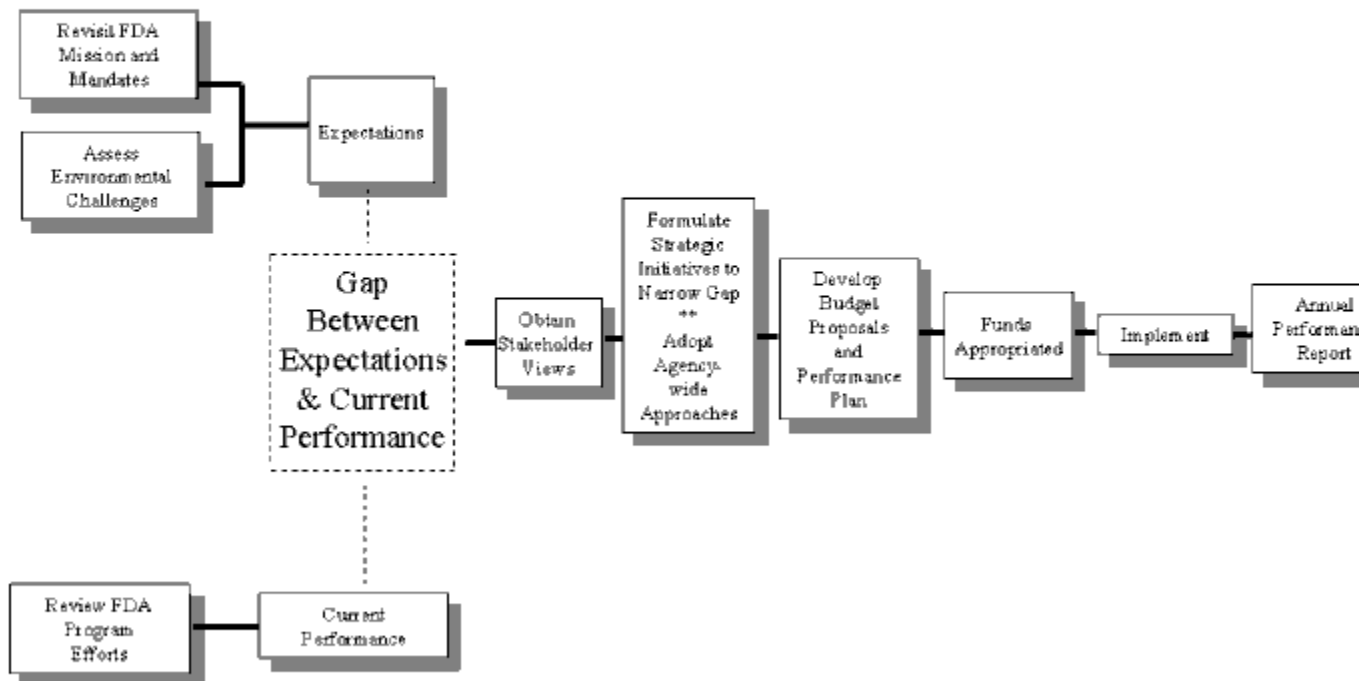 Revisit FDA
Mission and
Mandates
Assess
Environmental
Challenges
Expectations
Gap
Between
Expectations
& Current
Performance
Review FDA
Program
Efforts
Current
Performance
Obtain
Stakeholder
Views
Formulate
Strategic
Initiatives to
Narrow Gap
**
Adopt
Agency-
wide
Approaches
Develop
Budget
Proposals
and
Performance
Plan
Funds
Appropriated
Implement
Annual
Performanc
Report